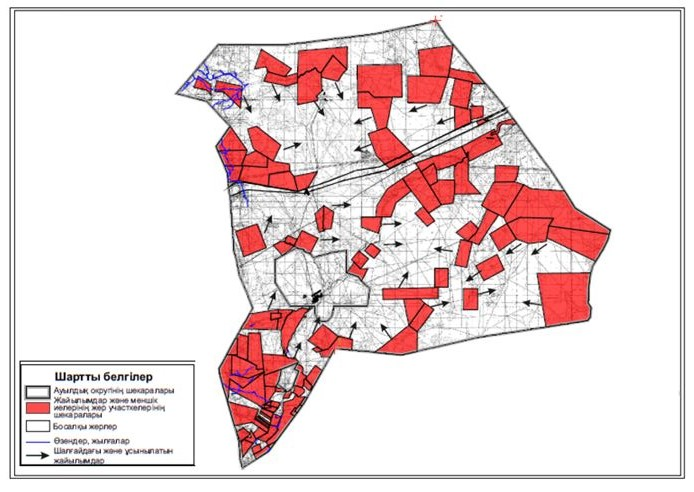 Шартты белгілер
Ауылдық округінің шекаралары
Жайылымдар және меншік
иелерінің жер участкелерінің
шекаралары
Босалқы жерлер
Өзендер, жылғалар
Шалғайдағы және ұсынылатын
жайылымдар